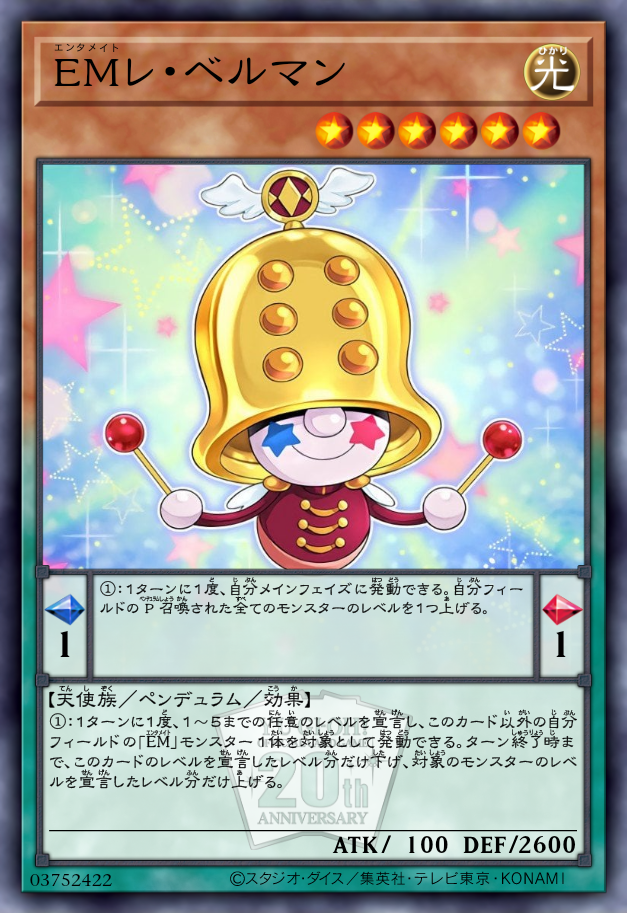 エンタメイト
EMレ・ベルマン
ひかり
光
①:1ターンに1度、自分メインフェイズに発動できる。自分フィー
ルドのP召喚された全てのモンスターのレベルを1つ上げる。
1
1
【天使族/ペンデュラム/効果】
①:1ターンに1度、1~5までの任意のレベルを宣言し、このカード以外の自分
フィールドの「EM」モンスター1体を対象として発動できる。ターン終了時ま
で、このカードのレベルを宣言したレベル分だけ下げ、対象のモンスターのレベ
ルを宣言したレベル分だけ上げる。
20th
ANNIVERSARY
ATK/ 100 DEF/2600
03752422
©スタジオ・ダイス/集英社・テレビ東京・KONAMI